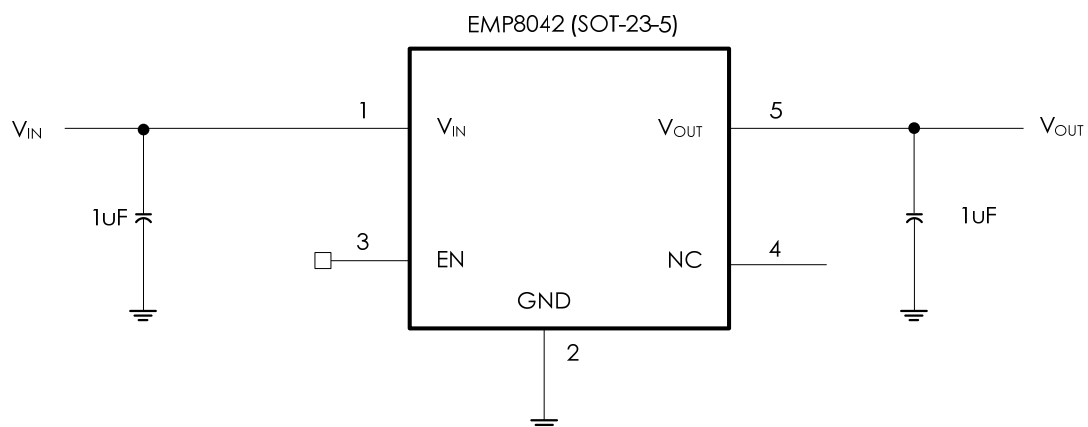 EMP8042 (SOT-23-5)
VIN
1
VIN
VOUT
5
VOUT
1uF
1uF
3
EN
NC
4
GND
2